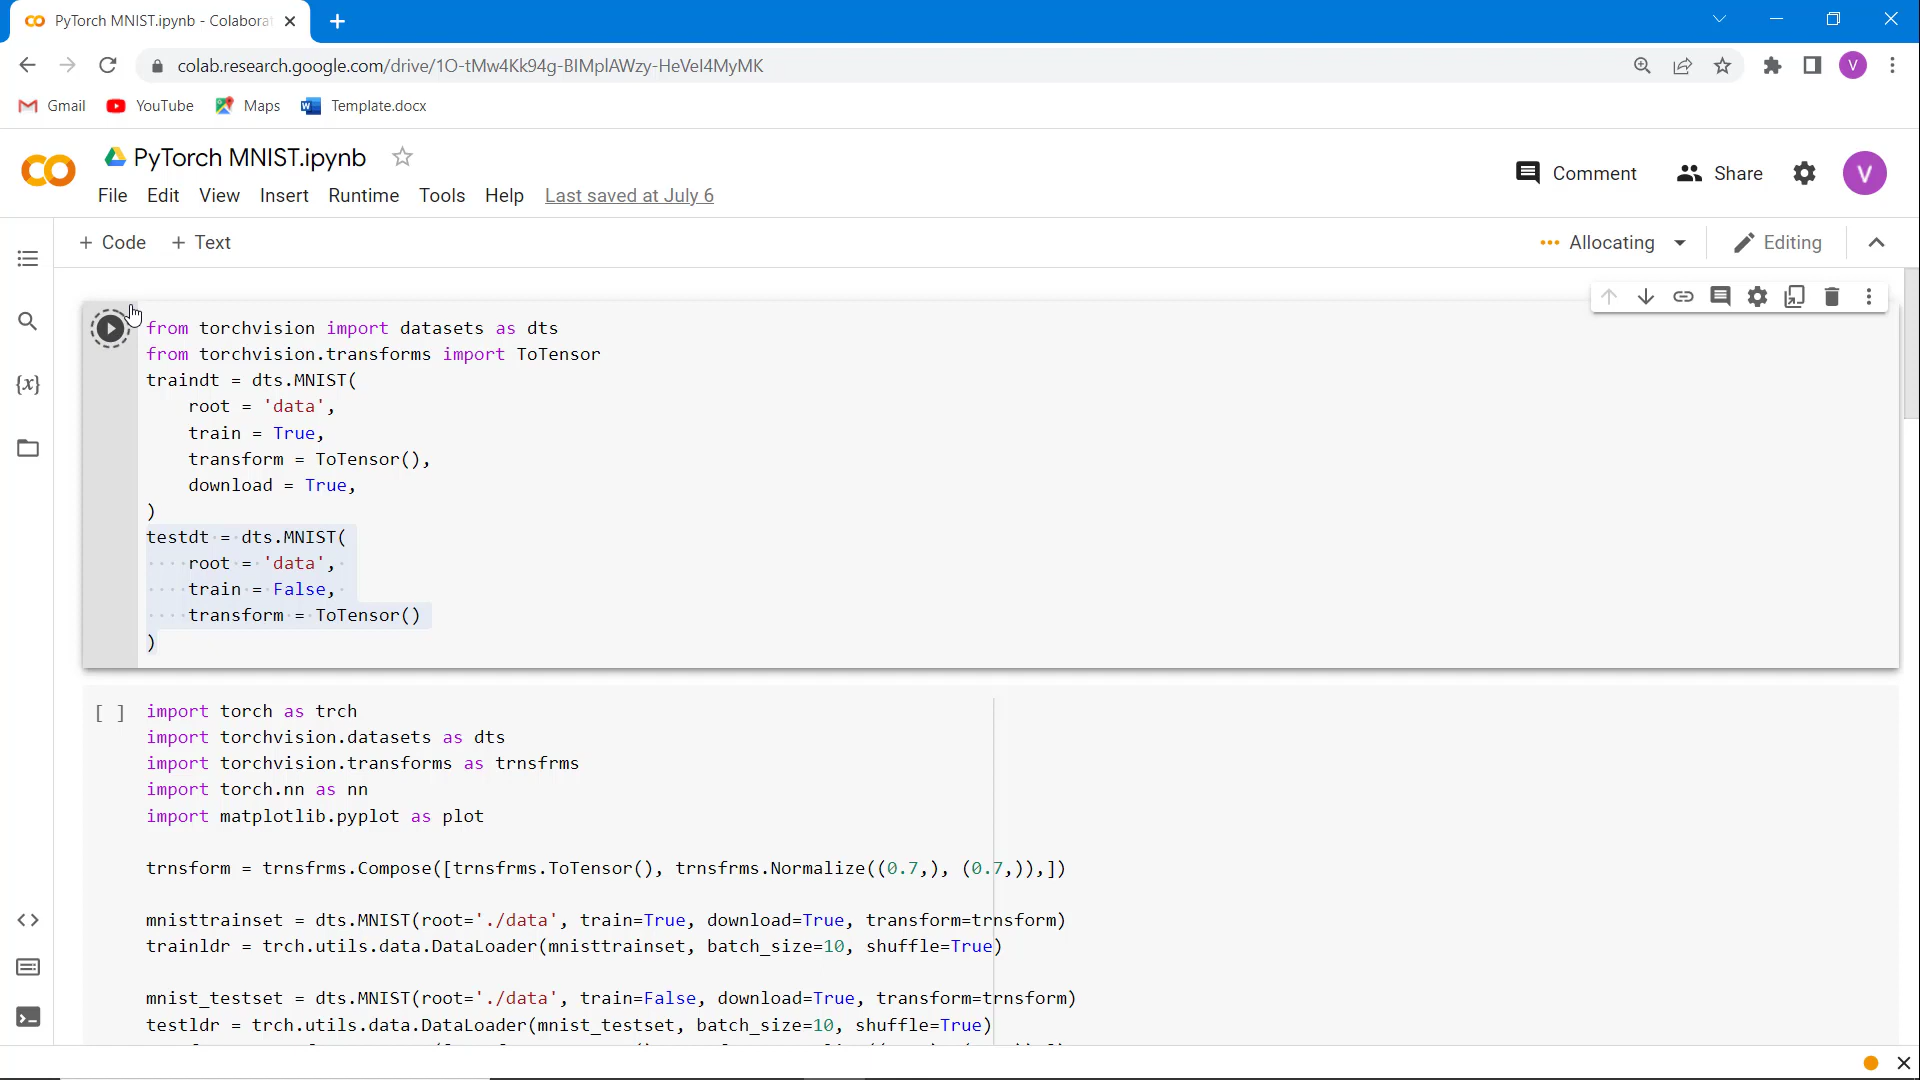 PyTorch MNIST.ipynb - Colabora
colab.research.google.com/drive/1O-tMw4Kk94g-BIMplAWzy-HeVeI4MyMK
V
Gmail
YouTube
Maps
Template.docx
PyTorch MNIST.ipynb
Comment
Share
V
File Edit View Insert Runtime Tools Help Last saved at July 6
+ Code + Text
Allocating
Editing
from torchvision import datasets as dts
from torchvision.transforms import ToTensor
traindt = dts.MNIST(
    root = 'data',
    train = True,
    transform = ToTensor(),
    download = True,
)
testdt = dts.MNIST(
    root = 'data',
    train = False,
    transform = ToTensor()
)
[ ]
import torch as trch
import torchvision.datasets as dts
import torchvision.transforms as trnsfrms
import torch.nn as nn
import matplotlib.pyplot as plot
trnsform = trnsfrms.Compose([trnsfrms.ToTensor(), trnsfrms.Normalize((0.7,), (0.7,)),])
mnisttrainset = dts.MNIST(root='./data', train=True, download=True, transform=trnsform)
trainldr = trch.utils.data.DataLoader(mnisttrainset, batch_size=10, shuffle=True)
mnist_testset = dts.MNIST(root='./data', train=False, download=True, transform=trnsform)
testldr = trch.utils.data.DataLoader(mnist_testset, batch_size=10, shuffle=True)